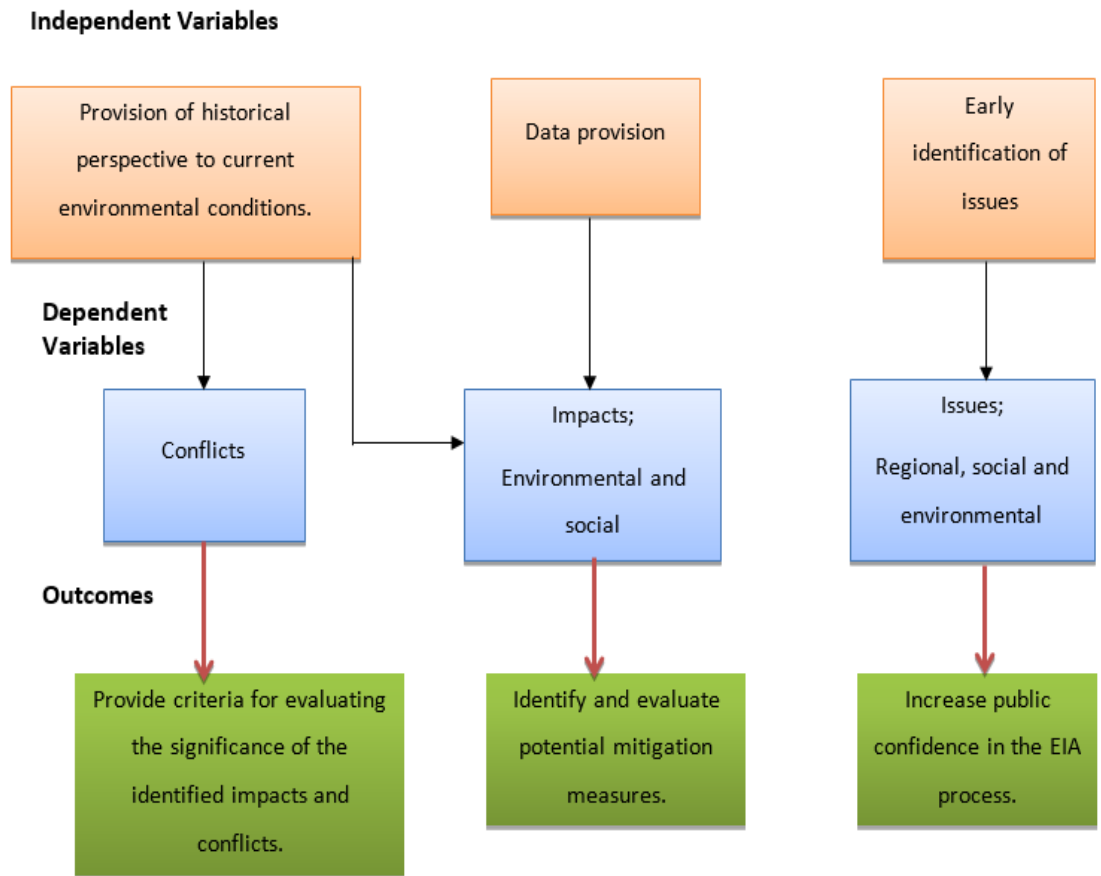 Independent Variables
Provision of historical
perspective to current
environmental conditions.
Data provision
Early
identification of
issues
Dependent
Variables
Conflicts
Impacts;
Environmental and
social
Issues;
Regional, social and
environmental
Outcomes
Provide criteria for evaluating
the significance of the
identified impacts and
conflicts.
Identify and evaluate
potential mitigation
measures.
Increase public
confidence in the EIA
process.